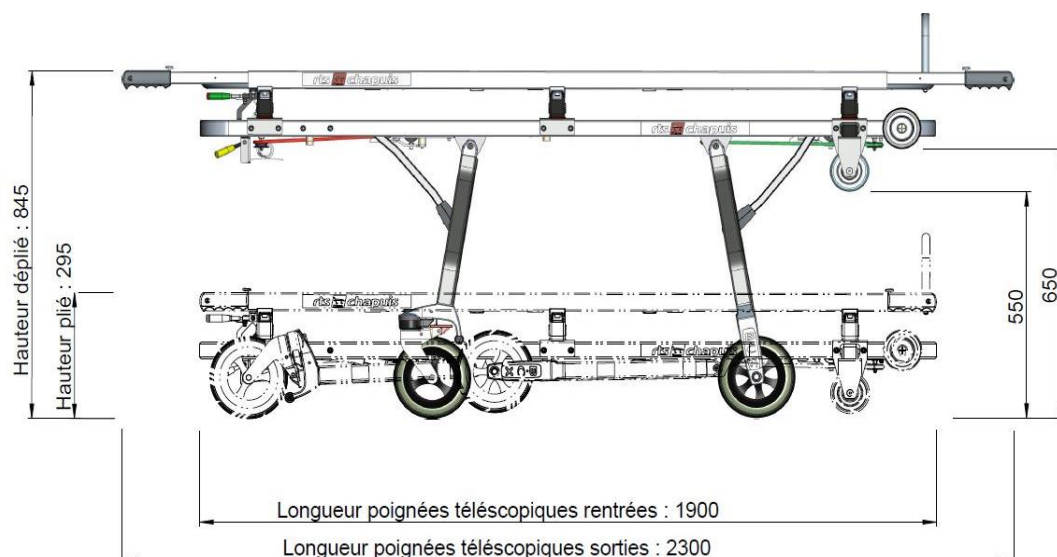 rts chapuis
rts chapuis
Hauteur déplié : 845
Hauteur plié : 295
rts chapuis
rts chapuis
550
650
Longueur poignées téléscopiques rentrées : 1900
Longueur poignées téléscopiques sorties : 2300